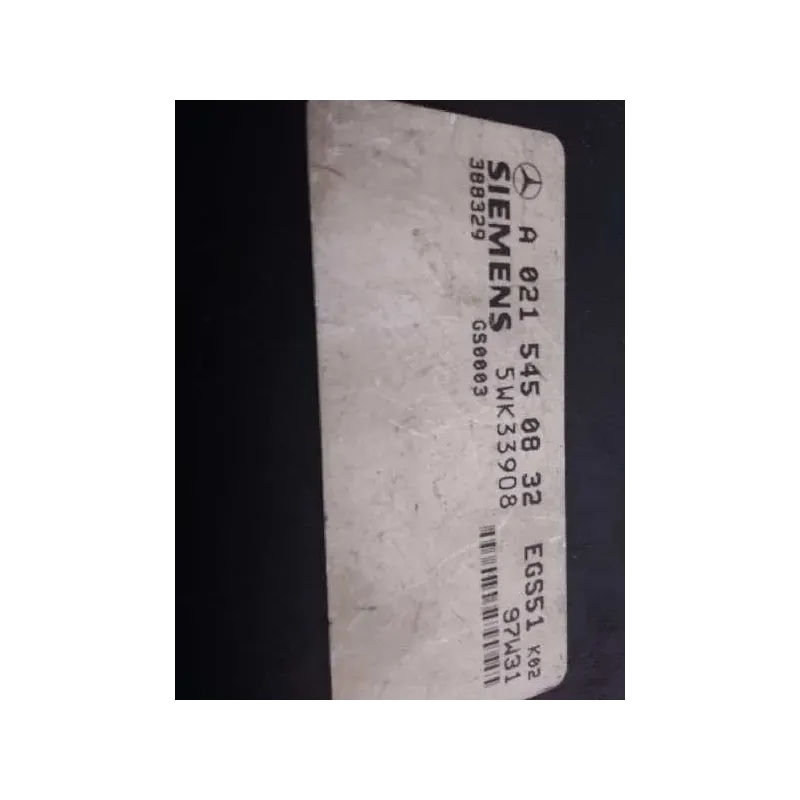 A 021 545 08 32 EGS51 K02
SIEMENS 5WK33908 97W31
388329 GS0003